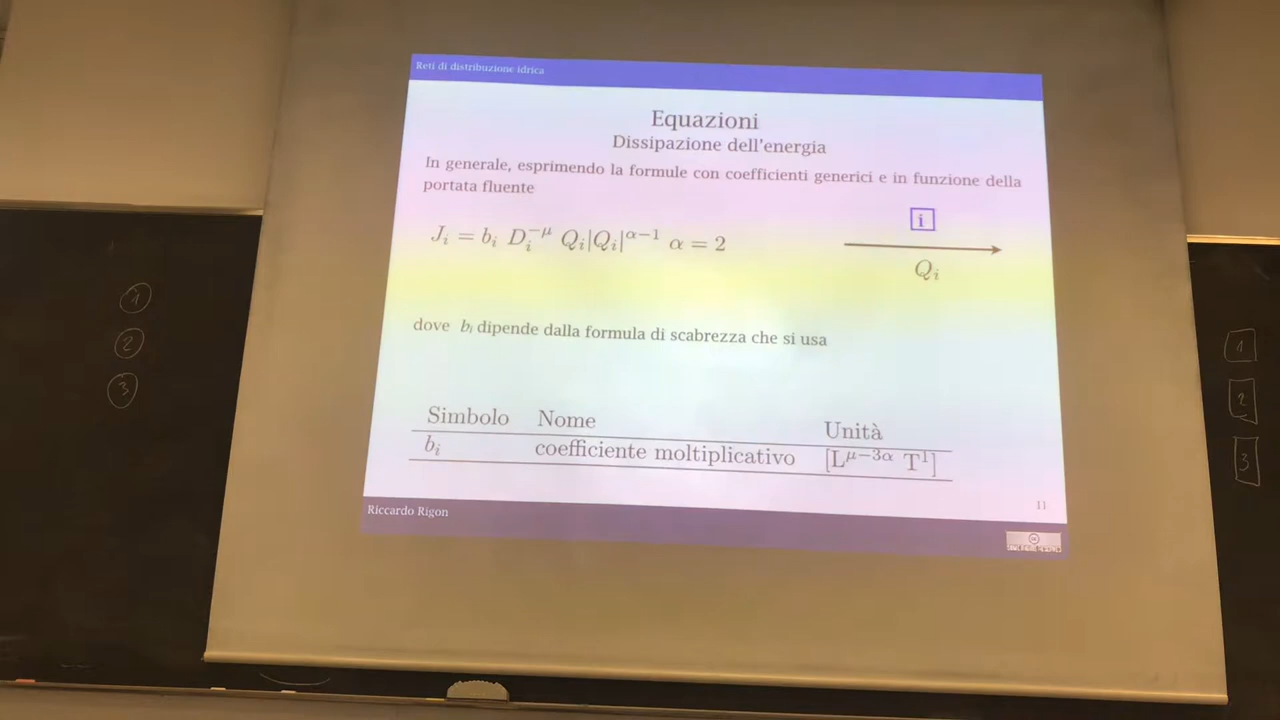 Reti di distribuzione idrica
Equazioni
Dissipazione dell'energia
In generale, esprimendo la formule con coefficienti generici e in funzione della
portata fluente
J_i = b_i D_i^{-μ} Q_i|Q_i|^{α-1} α = 2
i
Q_i
dove b_i dipende dalla formula di scabrezza che si usa
Simbolo Nome Unità
b_i coefficiente moltiplicativo [L^{μ-3α} T^1]
11
Riccardo Rigon
1
2
3
1
2
3